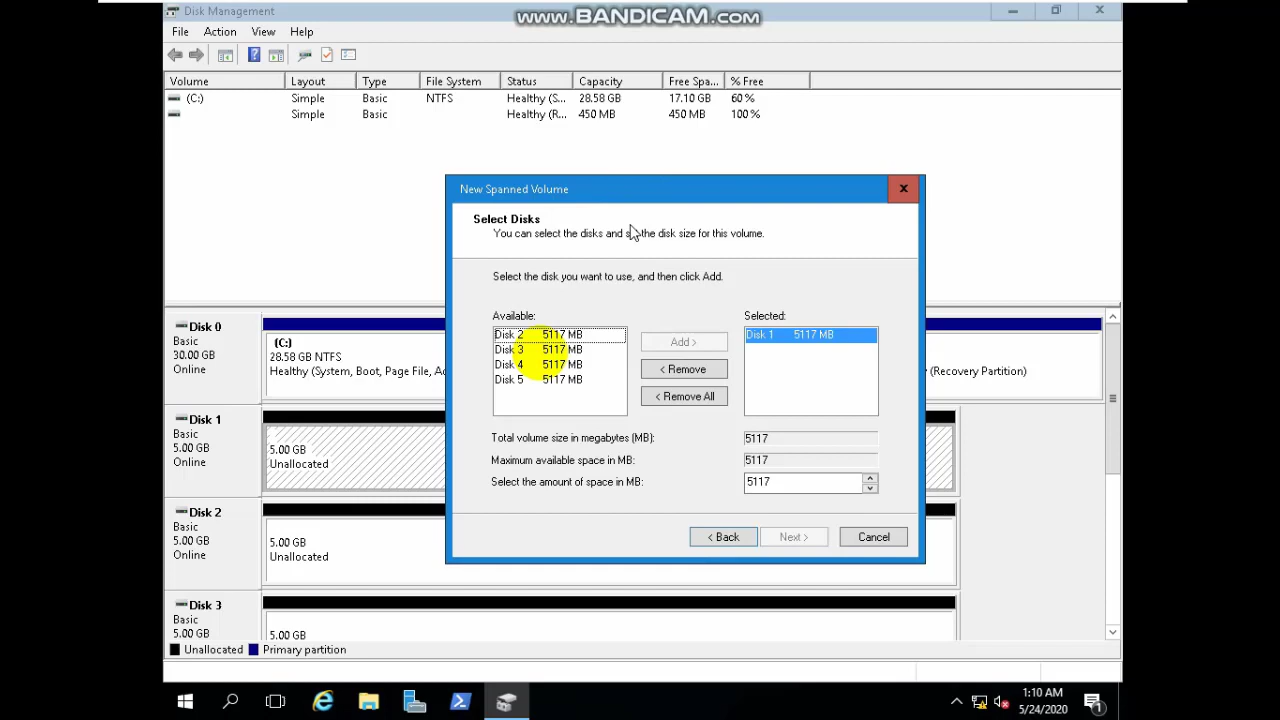 Disk Management
www.BANDICAM.com
File Action View Help
Volume Layout Type File System Status Capacity Free Spa... % Free
(C:) Simple Basic NTFS Healthy (S... 28.58 GB 17.10 GB 60 %
Simple Basic Healthy (R... 450 MB 450 MB 100 %
New Spanned Volume
Select Disks
You can select the disks and the disk size for this volume.
Select the disk you want to use, and then click Add.
Available: Selected:
Disk 2 5117 MB
Disk 3 5117 MB
Disk 4 5117 MB
Disk 5 5117 MB
Add >
< Remove
< Remove All
Disk 1 5117 MB
Total volume size in megabytes (MB): 5117
Maximum available space in MB: 5117
Select the amount of space in MB: 5117
< Back Next > Cancel
Disk 0
Basic
30.00 GB
Online
(C:)
28.58 GB NTFS
Healthy (System, Boot, Page File, A
(Recovery Partition)
Disk 1
Basic
5.00 GB
Online
5.00 GB
Unallocated
Disk 2
Basic
5.00 GB
Online
5.00 GB
Unallocated
Disk 3
Basic
5.00 GB
5.00 GB
Unallocated Primary partition
1:10 AM
5/24/2020
1